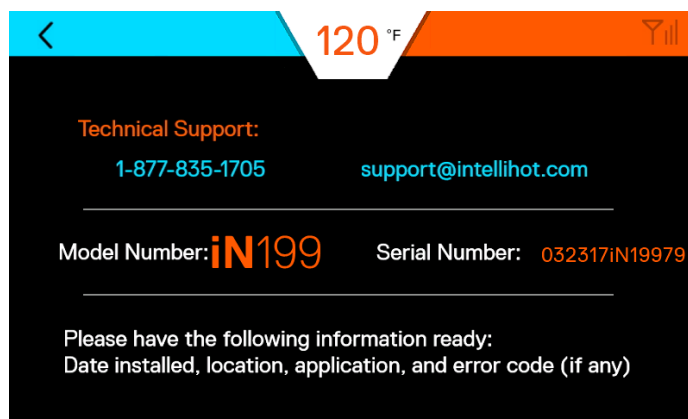 120 °F
Technical Support:
1-877-835-1705 support@intellihot.com
Model Number: iN199 Serial Number: 032317iN19979
Please have the following information ready:
Date installed, location, application, and error code (if any)